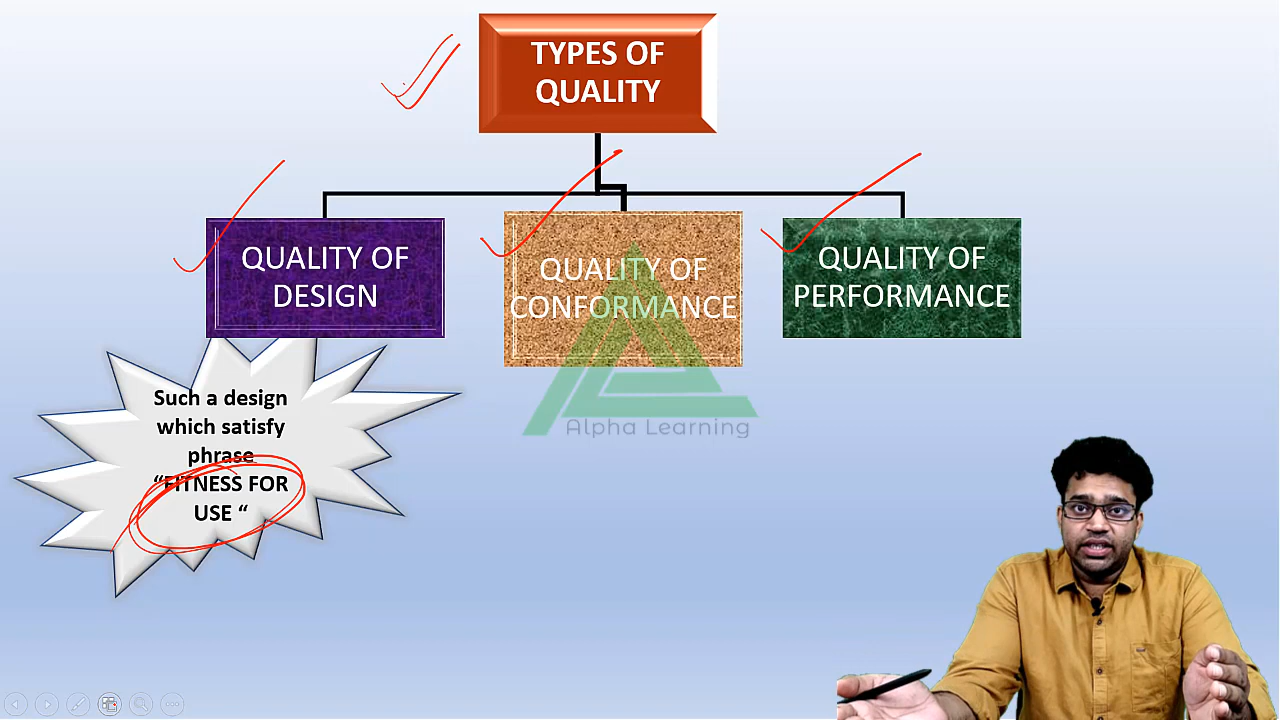 TYPES OF
QUALITY
QUALITY OF
DESIGN
QUALITY OF
CONFORMANCE
QUALITY OF
PERFORMANCE
Such a design
which satisfy
phrase
“FITNESS FOR
USE “
Alpha Learning